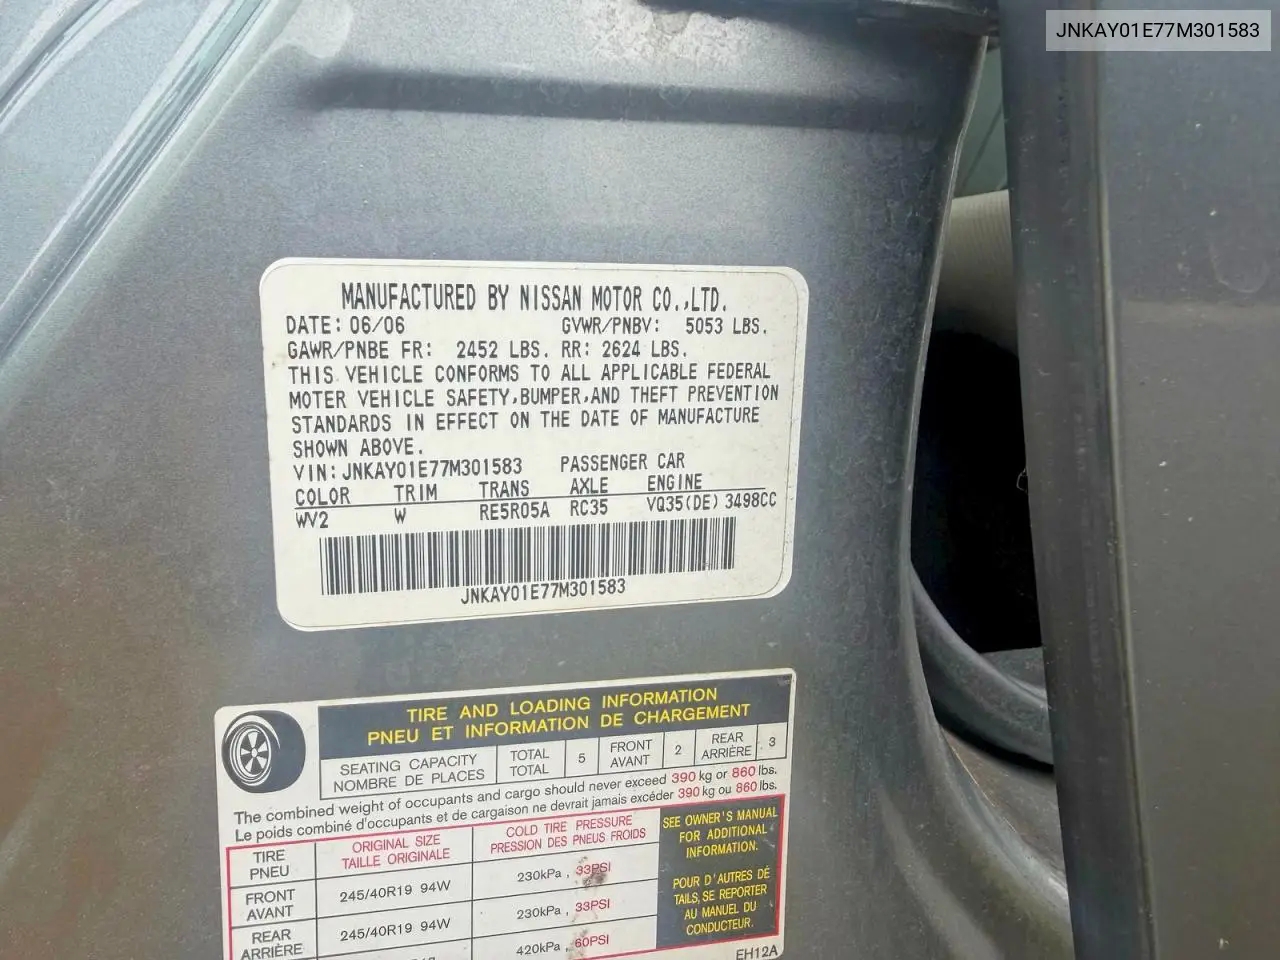 JNKAY01E77M301583
MANUFACTURED BY NISSAN MOTOR CO.,LTD.
DATE: 06/06 GVWR/PNBV: 5053 LBS.
GAWR/PNBE FR: 2452 LBS. RR: 2624 LBS.
THIS VEHICLE CONFORMS TO ALL APPLICABLE FEDERAL
MOTER VEHICLE SAFETY,BUMPER,AND THEFT PREVENTION
STANDARDS IN EFFECT ON THE DATE OF MANUFACTURE
SHOWN ABOVE.
VIN: JNKAY01E77M301583 PASSENGER CAR
COLOR TRIM TRANS AXLE ENGINE
WV2 W RE5R05A RC35 VQ35(DE) 3498CC
JNKAY01E77M301583
TIRE AND LOADING INFORMATION
PNEU ET INFORMATION DE CHARGEMENT
SEATING CAPACITY TOTAL 5 FRONT 2 REAR 3
NOMBRE DE PLACES TOTAL AVANT ARRIÈRE
The combined weight of occupants and cargo should never exceed 390 kg or 860 lbs.
Le poids combiné d'occupants et de cargaison ne devrait jamais excéder 390 kg ou 860 lbs.
TIRE ORIGINAL SIZE COLD TIRE PRESSURE
PNEU TAILLE ORIGINALE PRESSION DES PNEUS FROIDS
FRONT 245/40R19 94W 230kPa , 33PSI
AVANT
REAR 245/40R19 94W 230kPa , 33PSI
ARRIÈRE
420kPa , 60PSI
SEE OWNER'S MANUAL
FOR ADDITIONAL
INFORMATION.
POUR D'AUTRES DÉ
TAILS, SE REPORTER
AU MANUEL DU
CONDUCTEUR.
EH12A